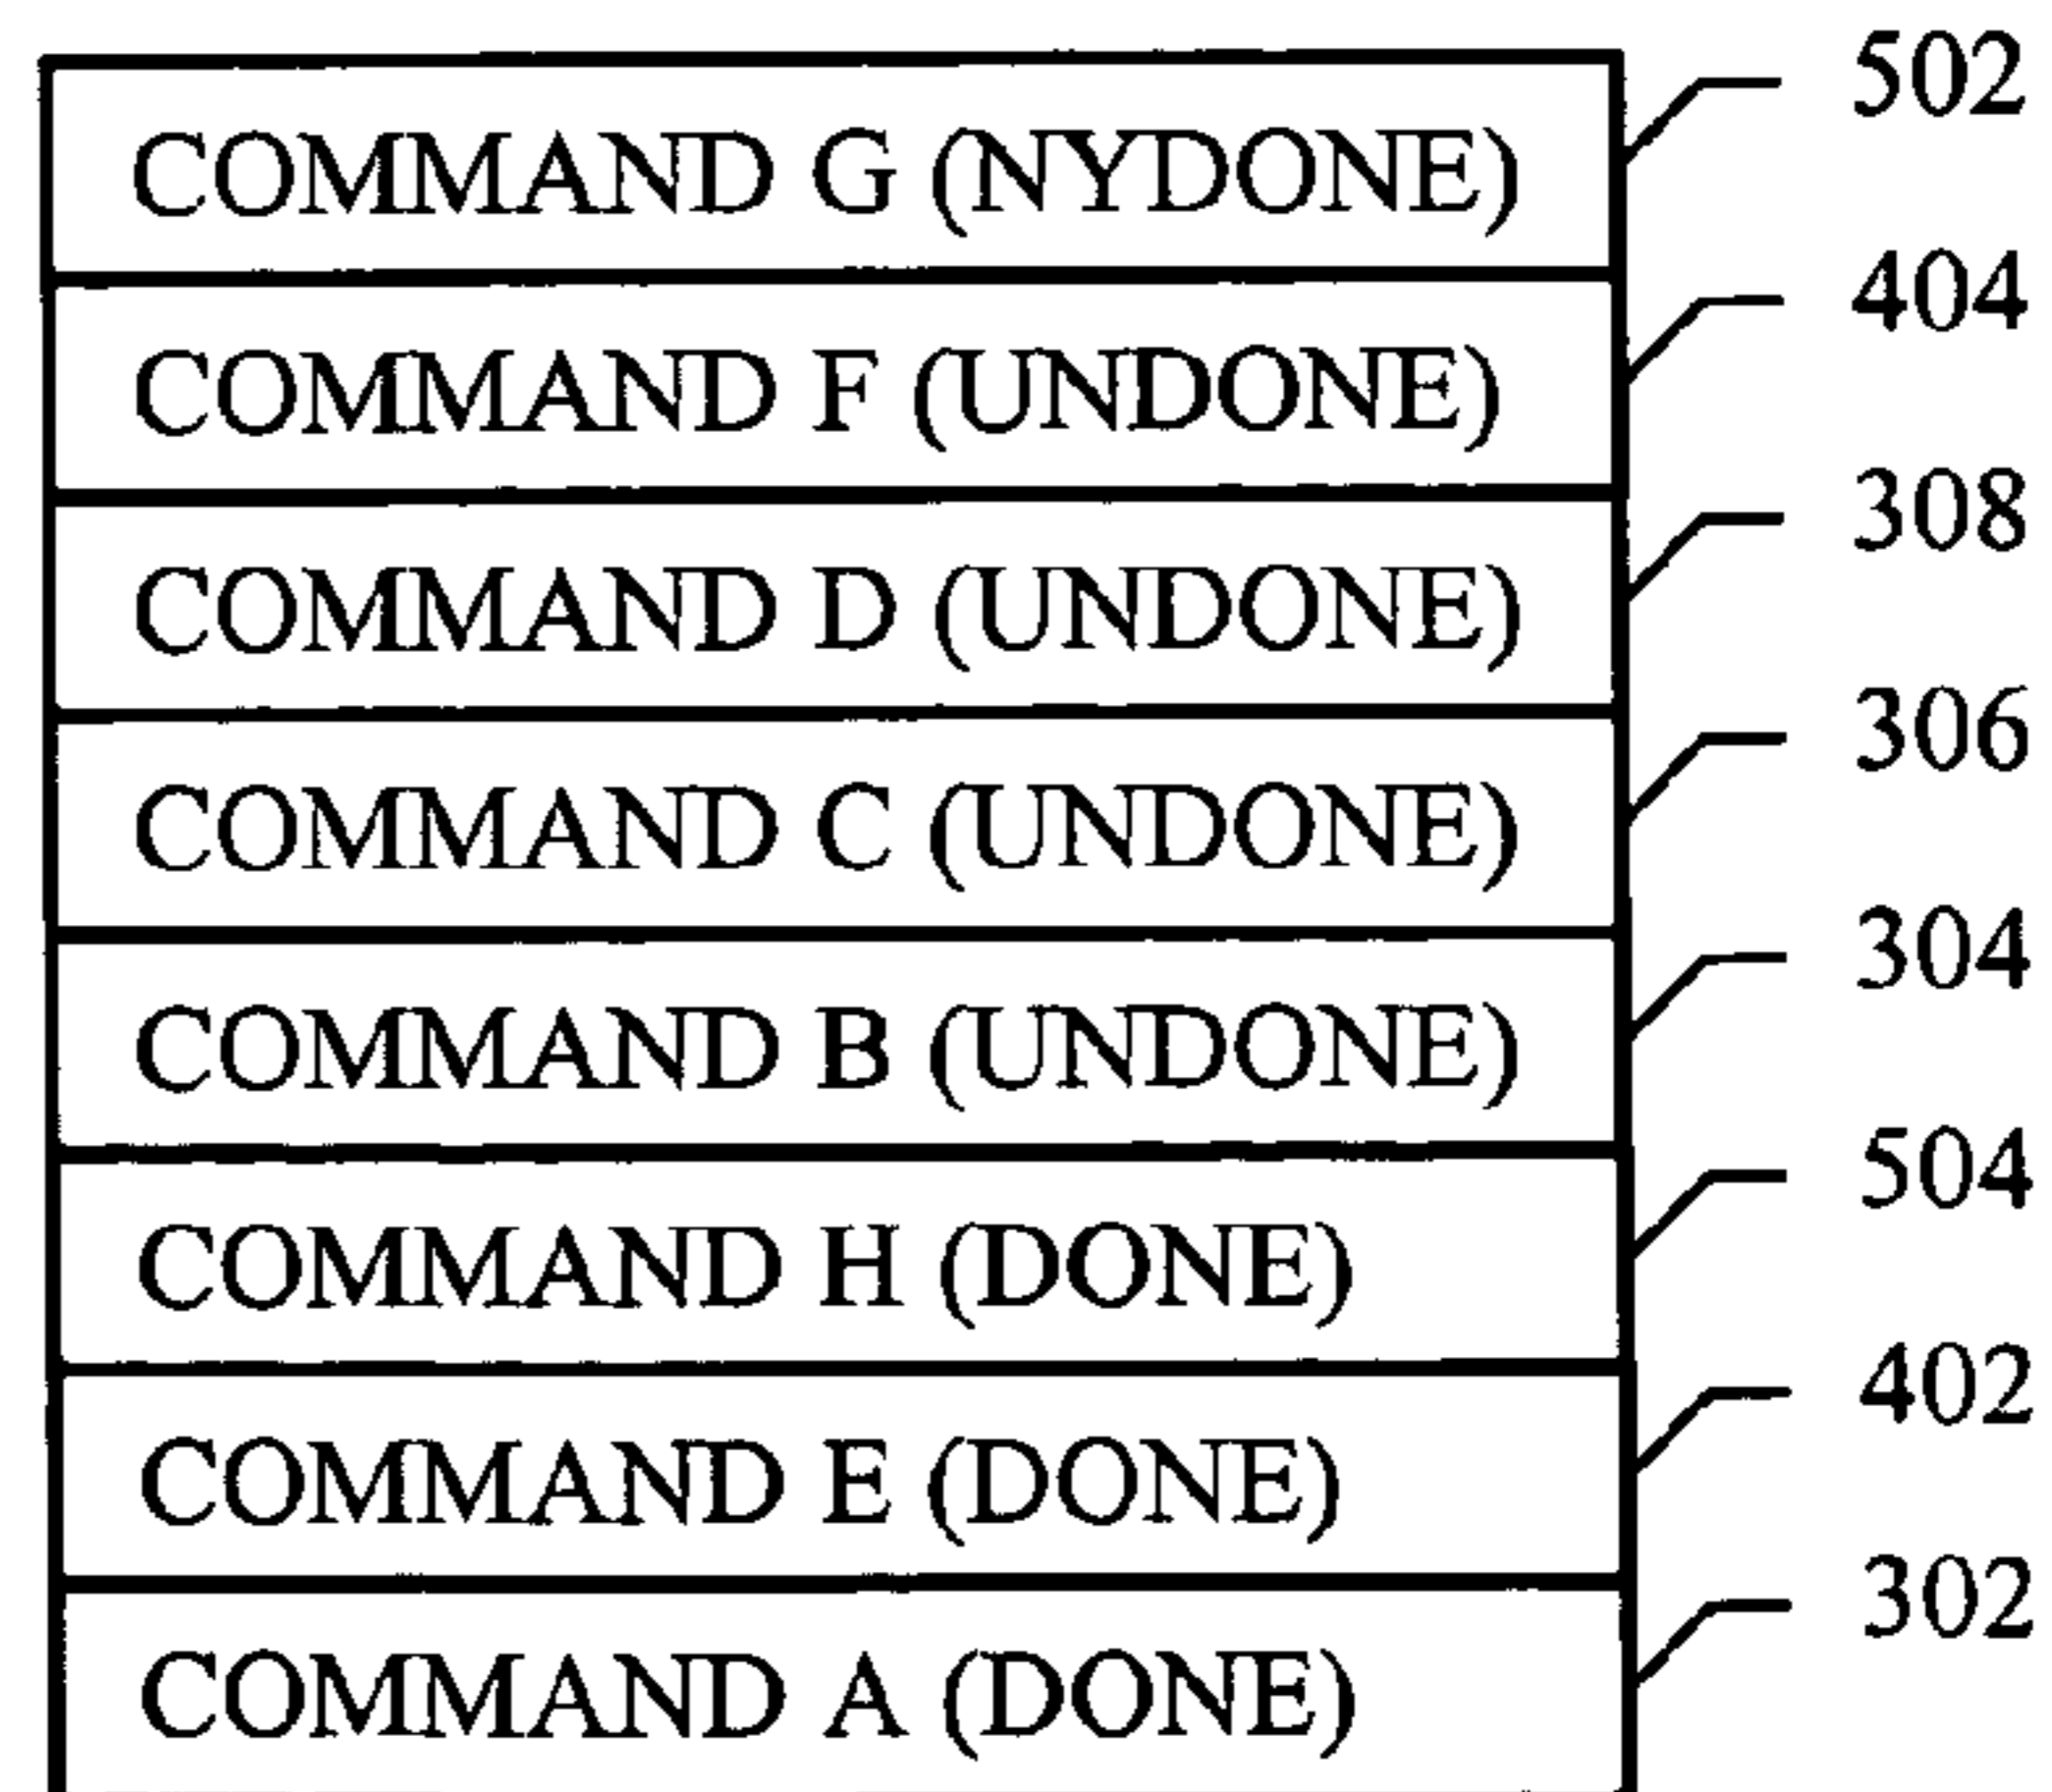 502
COMMAND G (NYDONE)
404
COMMAND F (UNDONE)
308
COMMAND D (UNDONE)
306
COMMAND C (UNDONE)
304
COMMAND B (UNDONE)
504
COMMAND H (DONE)
402
COMMAND E (DONE)
302
COMMAND A (DONE)